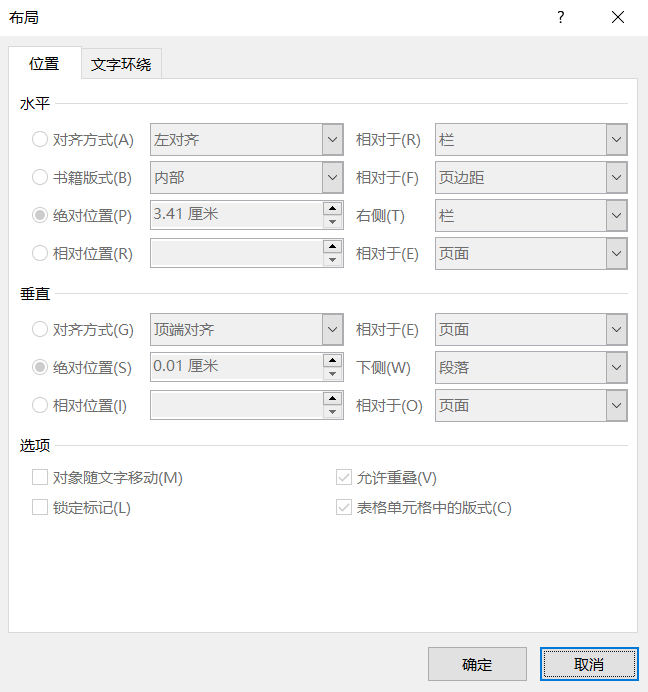 布局 ?
位置 文字环绕
水平
对齐方式(A) 左对齐 相对于(R) 栏
书籍版式(B) 内部 相对于(F) 页边距
绝对位置(P) 3.41 厘米 右侧(T) 栏
相对位置(R) 相对于(E) 页面
垂直
对齐方式(G) 顶端对齐 相对于(E) 页面
绝对位置(S) 0.01 厘米 下侧(W) 段落
相对位置(I) 相对于(O) 页面
选项
对象随文字移动(M) 允许重叠(V)
锁定标记(L) 表格单元格中的版式(C)
确定 取消